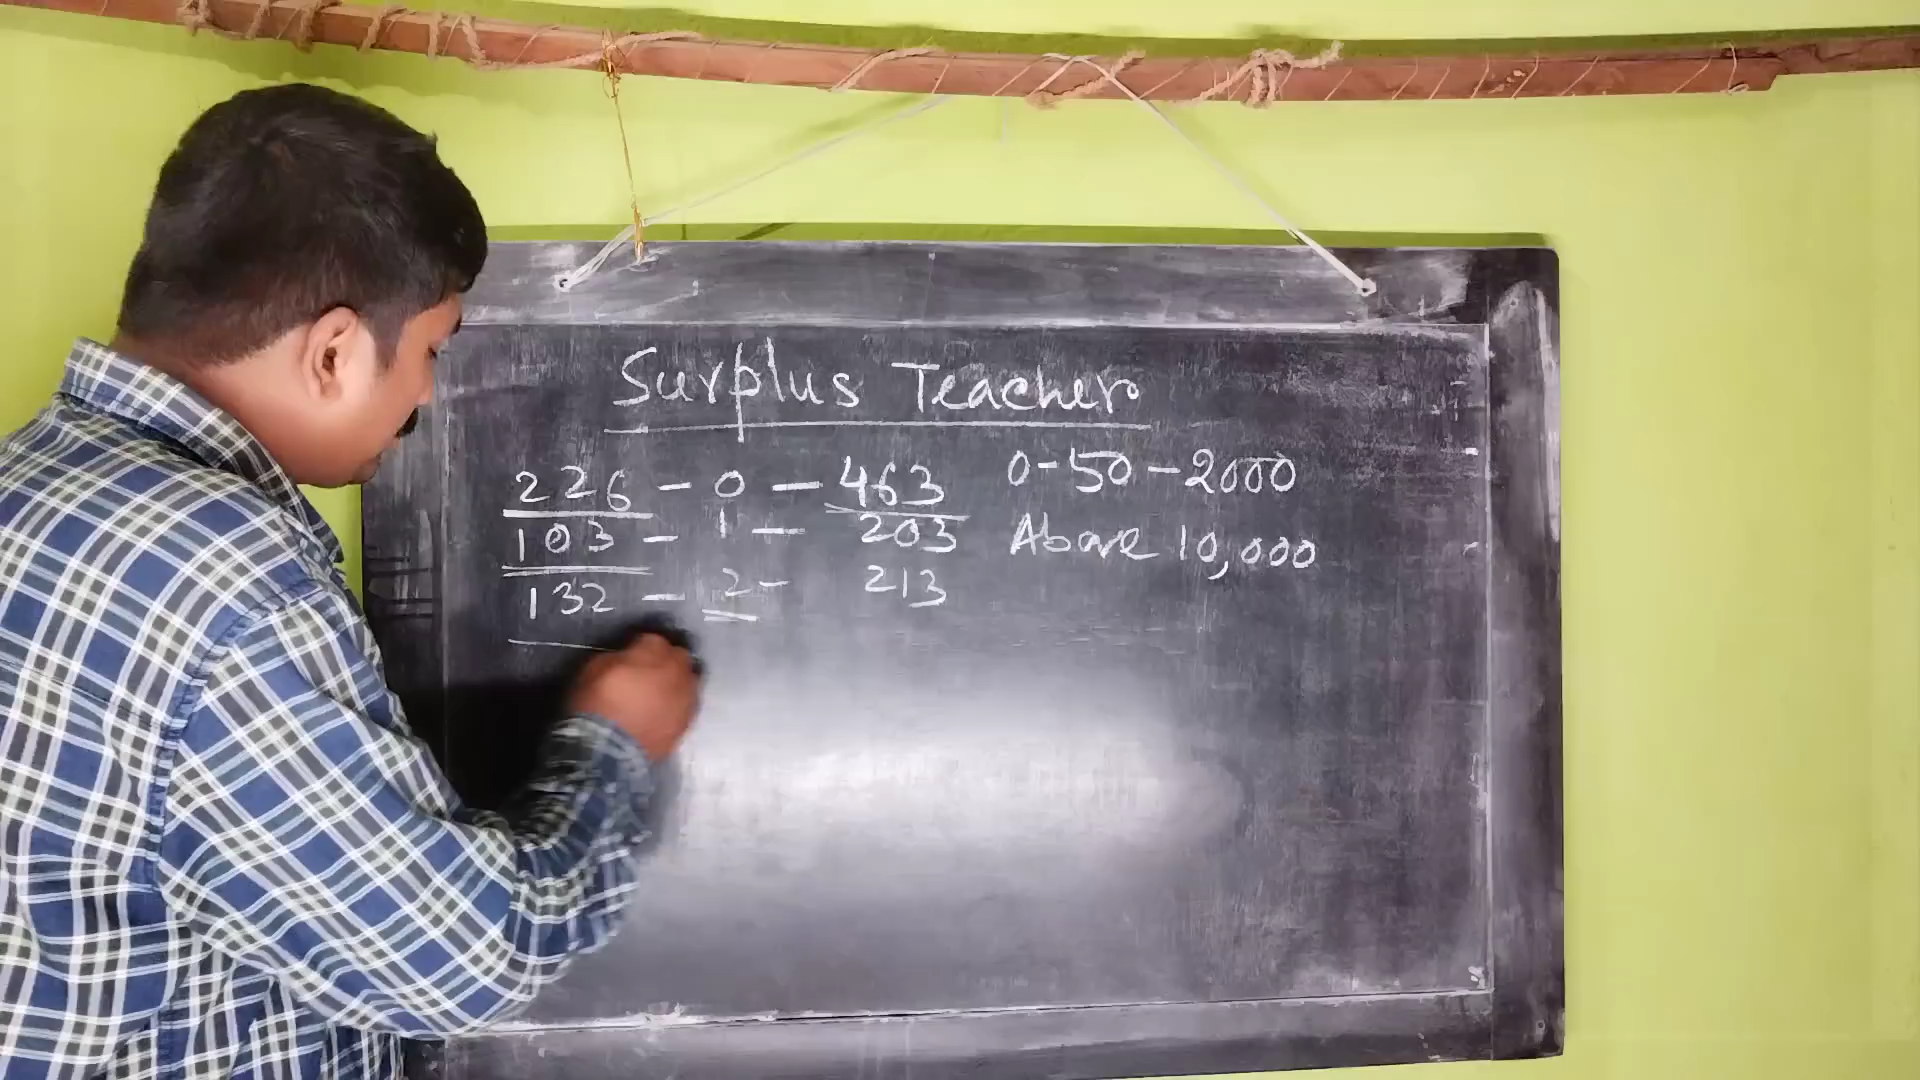 Surplus Teacher
226 - 0 - 463 0-50-2000
103 - 1 - 203 Above 10,000
132 - 2 - 213